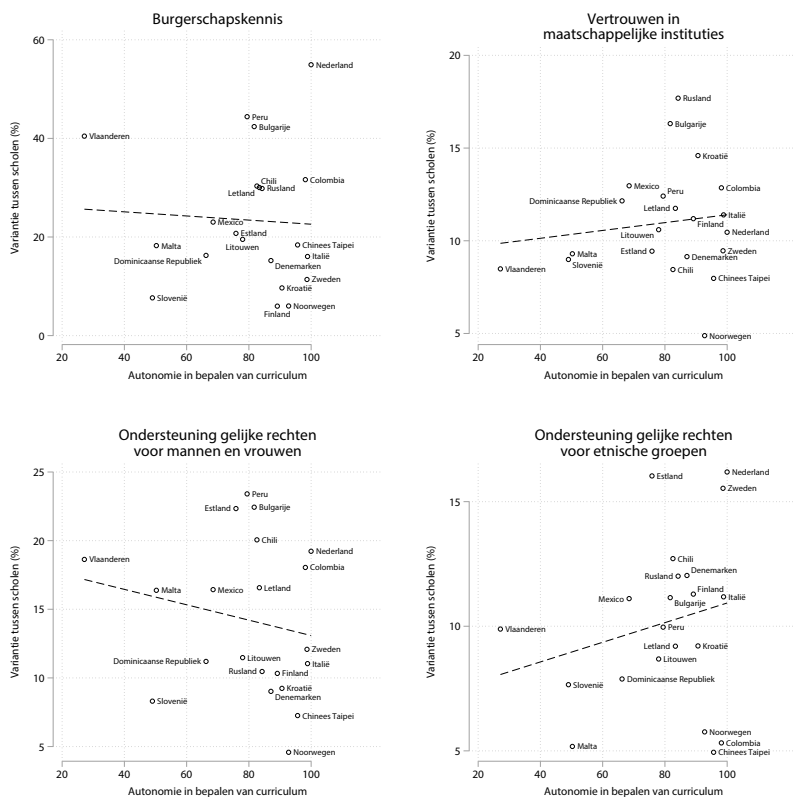 Burgerschapskennis
60
40
20
0
Variantie tussen scholen (%)
Nederland
Peru
Bulgarije
Vlaanderen
Chili
Colombia
Letland
Rusland
Mexico
Estland
Litouwen
Malta
Chinees Taipei
Dominicaanse Republiek
Italië
Denemarken
Zweden
Kroatië
Slovenië
Finland
Noorwegen
20 40 60 80 100
Autonomie in bepalen van curriculum
Vertrouwen in
maatschappelijke instituties
20
15
10
5
Variantie tussen scholen (%)
Rusland
Bulgarije
Kroatië
Mexico
Peru
Colombia
Dominicaanse Republiek
Letland
Italië
Finland
Litouwen
Nederland
Estland
Zweden
Malta
Denemarken
Slovenië
Vlaanderen
Chili
Chinees Taipei
Noorwegen
20 40 60 80 100
Autonomie in bepalen van curriculum
Ondersteuning gelijke rechten
voor mannen en vrouwen
25
20
15
10
5
Variantie tussen scholen (%)
Peru
Estland
Bulgarije
Chili
Nederland
Vlaanderen
Colombia
Malta
Mexico
Letland
Zweden
Litouwen
Dominicaanse Republiek
Italië
Rusland
Finland
Kroatië
Denemarken
Slovenië
Chinees Taipei
Noorwegen
20 40 60 80 100
Autonomie in bepalen van curriculum
Ondersteuning gelijke rechten
voor etnische groepen
15
10
5
Variantie tussen scholen (%)
Nederland
Estland
Zweden
Chili
Denemarken
Rusland
Finland
Mexico
Bulgarije
Italië
Vlaanderen
Peru
Letland
Kroatië
Litouwen
Dominicaanse Republiek
Slovenië
Noorwegen
Colombia
Malta
Chinees Taipei
20 40 60 80 100
Autonomie in bepalen van curriculum